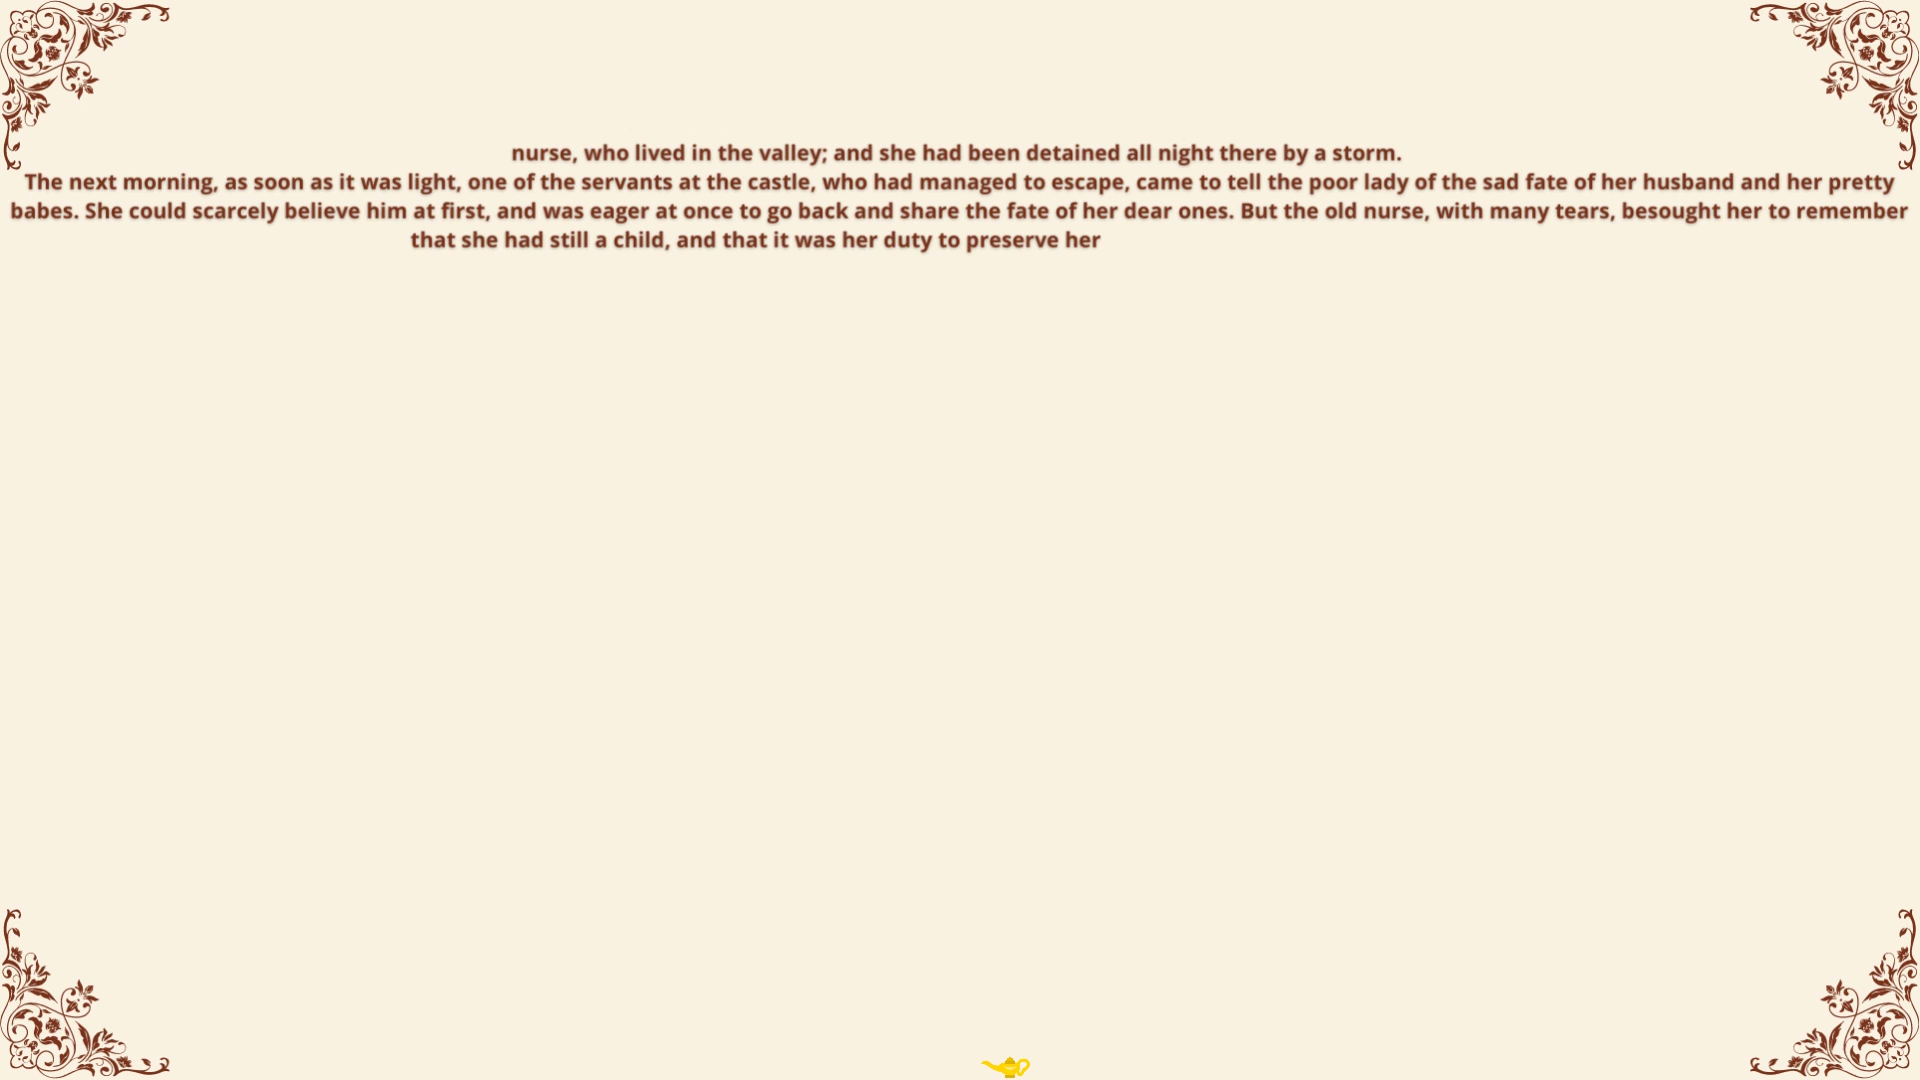 nurse, who lived in the valley; and she had been detained all night there by a storm.
The next morning, as soon as it was light, one of the servants at the castle, who had managed to escape, came to tell the poor lady of the sad fate of her husband and her pretty
babes. She could scarcely believe him at first, and was eager at once to go back and share the fate of her dear ones. But the old nurse, with many tears, besought her to remember
that she had still a child, and that it was her duty to preserve her